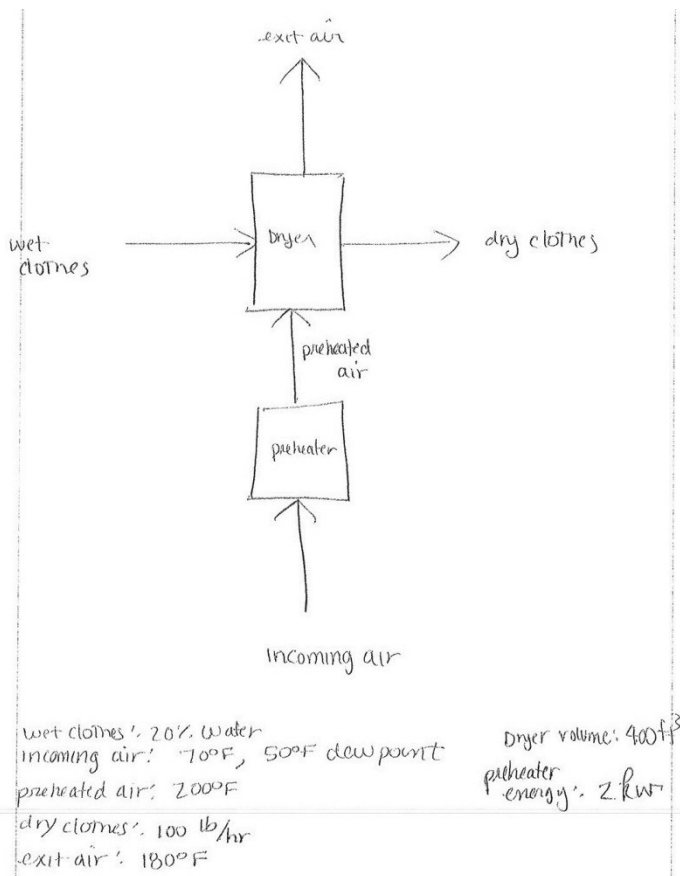 exit air
wet
clothes
Dryer
dry clothes
preheated
air
preheater
incoming air
wet clothes: 20% water
incoming air: 70°F, 50°F dew point
preheated air: 200°F
dry clothes: 100 lb/hr
exit air: 180°F
Dryer volume: 400ft³
preheater
energy: 2 kw